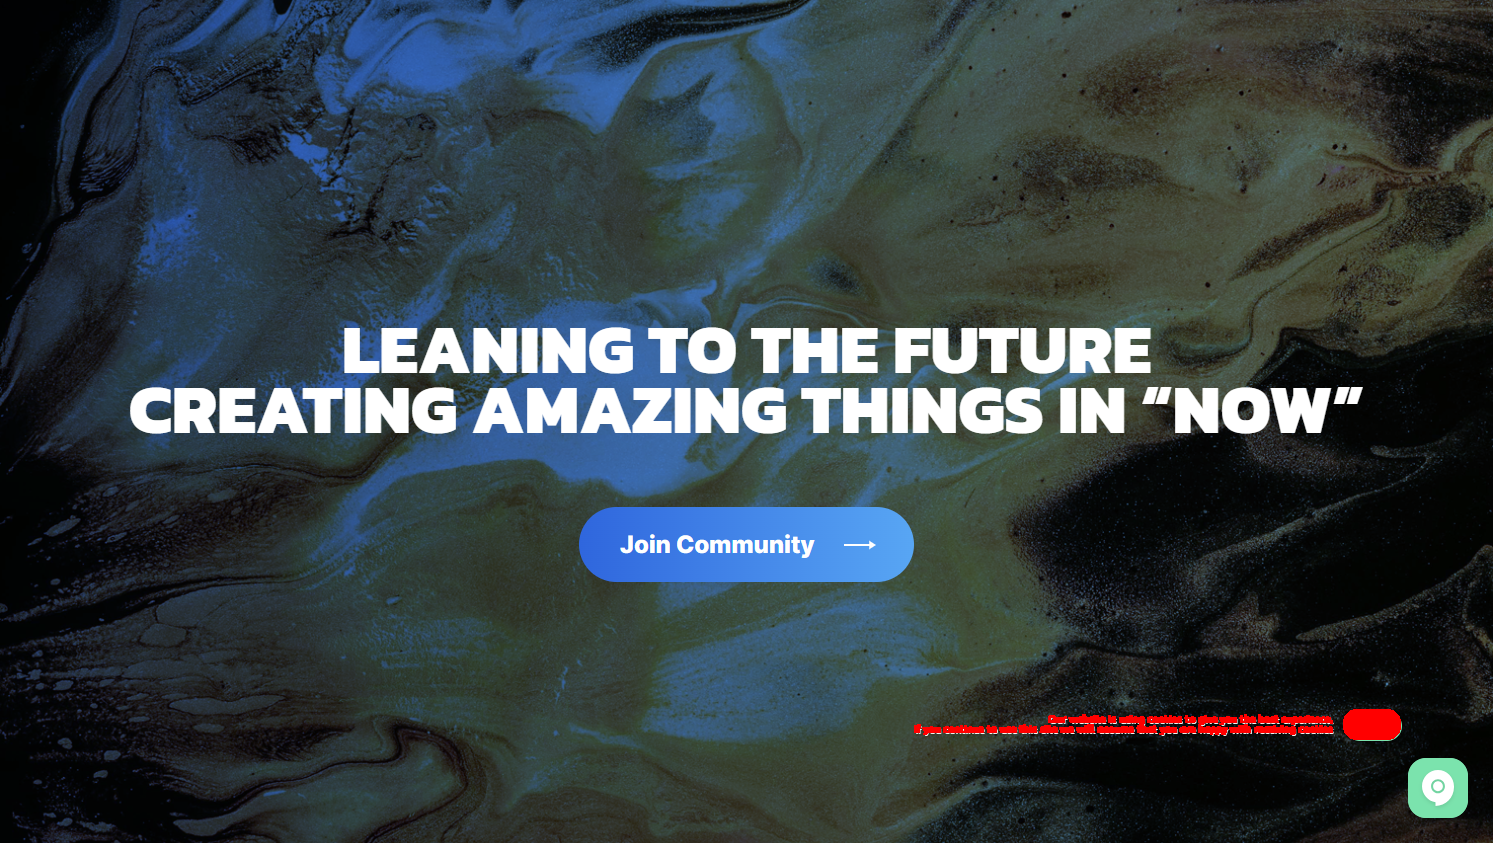 LEANING TO THE FUTURE
CREATING AMAZING THINGS IN “NOW”
Join Community
Our website is using cookies to give you the best experience.
If you continue to use this site we will assume that you are happy with receiving cookies